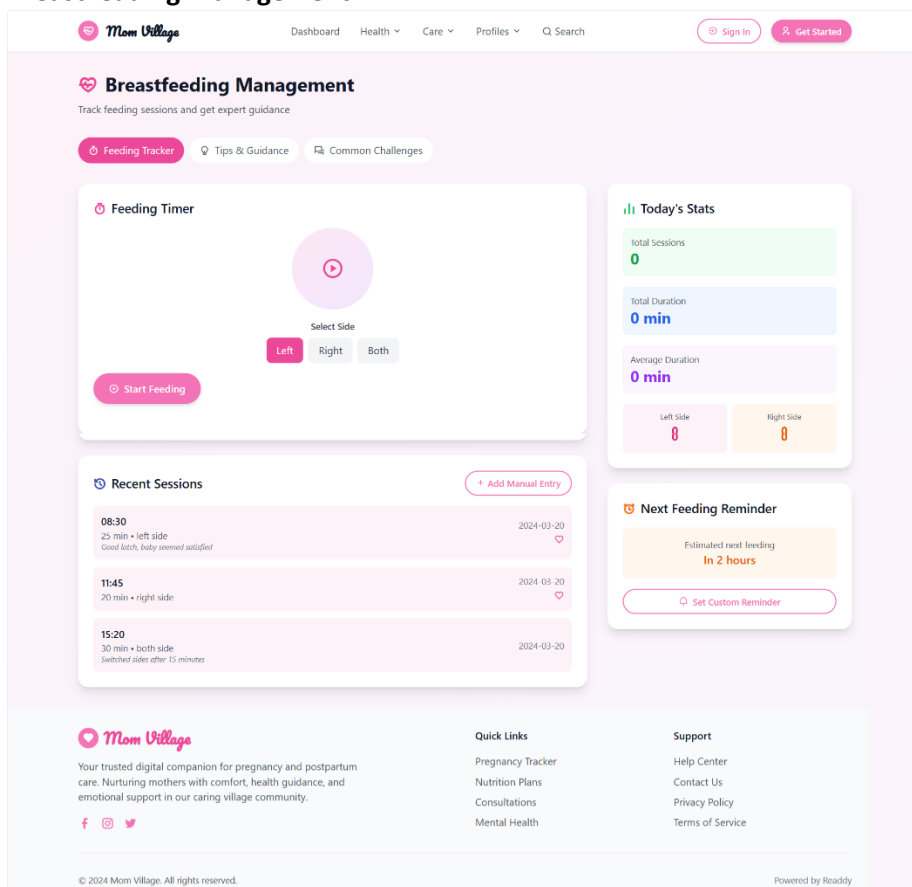 Mom Village
Dashboard
Health
Care
Profiles
Search
Sign In
Get Started
Breastfeeding Management
Track feeding sessions and get expert guidance
Feeding Tracker
Tips & Guidance
Common Challenges
Feeding Timer
Select Side
Left
Right
Both
Start Feeding
Today's Stats
Total Sessions
0
Total Duration
0 min
Average Duration
0 min
Left Side
Right Side
Recent Sessions
+ Add Manual Entry
08:30
25 min • left side
Good latch, baby seemed satisfied
2024-03-20
11:45
20 min • right side
2024-03-20
15:20
30 min • both side
Switched sides after 15 minutes
2024-03-20
Next Feeding Reminder
Estimated next feeding
In 2 hours
Set Custom Reminder
Mom Village
Your trusted digital companion for pregnancy and postpartum
care. Nurturing mothers with comfort, health guidance, and
emotional support in our caring village community.
Quick Links
Pregnancy Tracker
Nutrition Plans
Consultations
Mental Health
Support
Help Center
Contact Us
Privacy Policy
Terms of Service
© 2024 Mom Village. All rights reserved.
Powered by Readdy